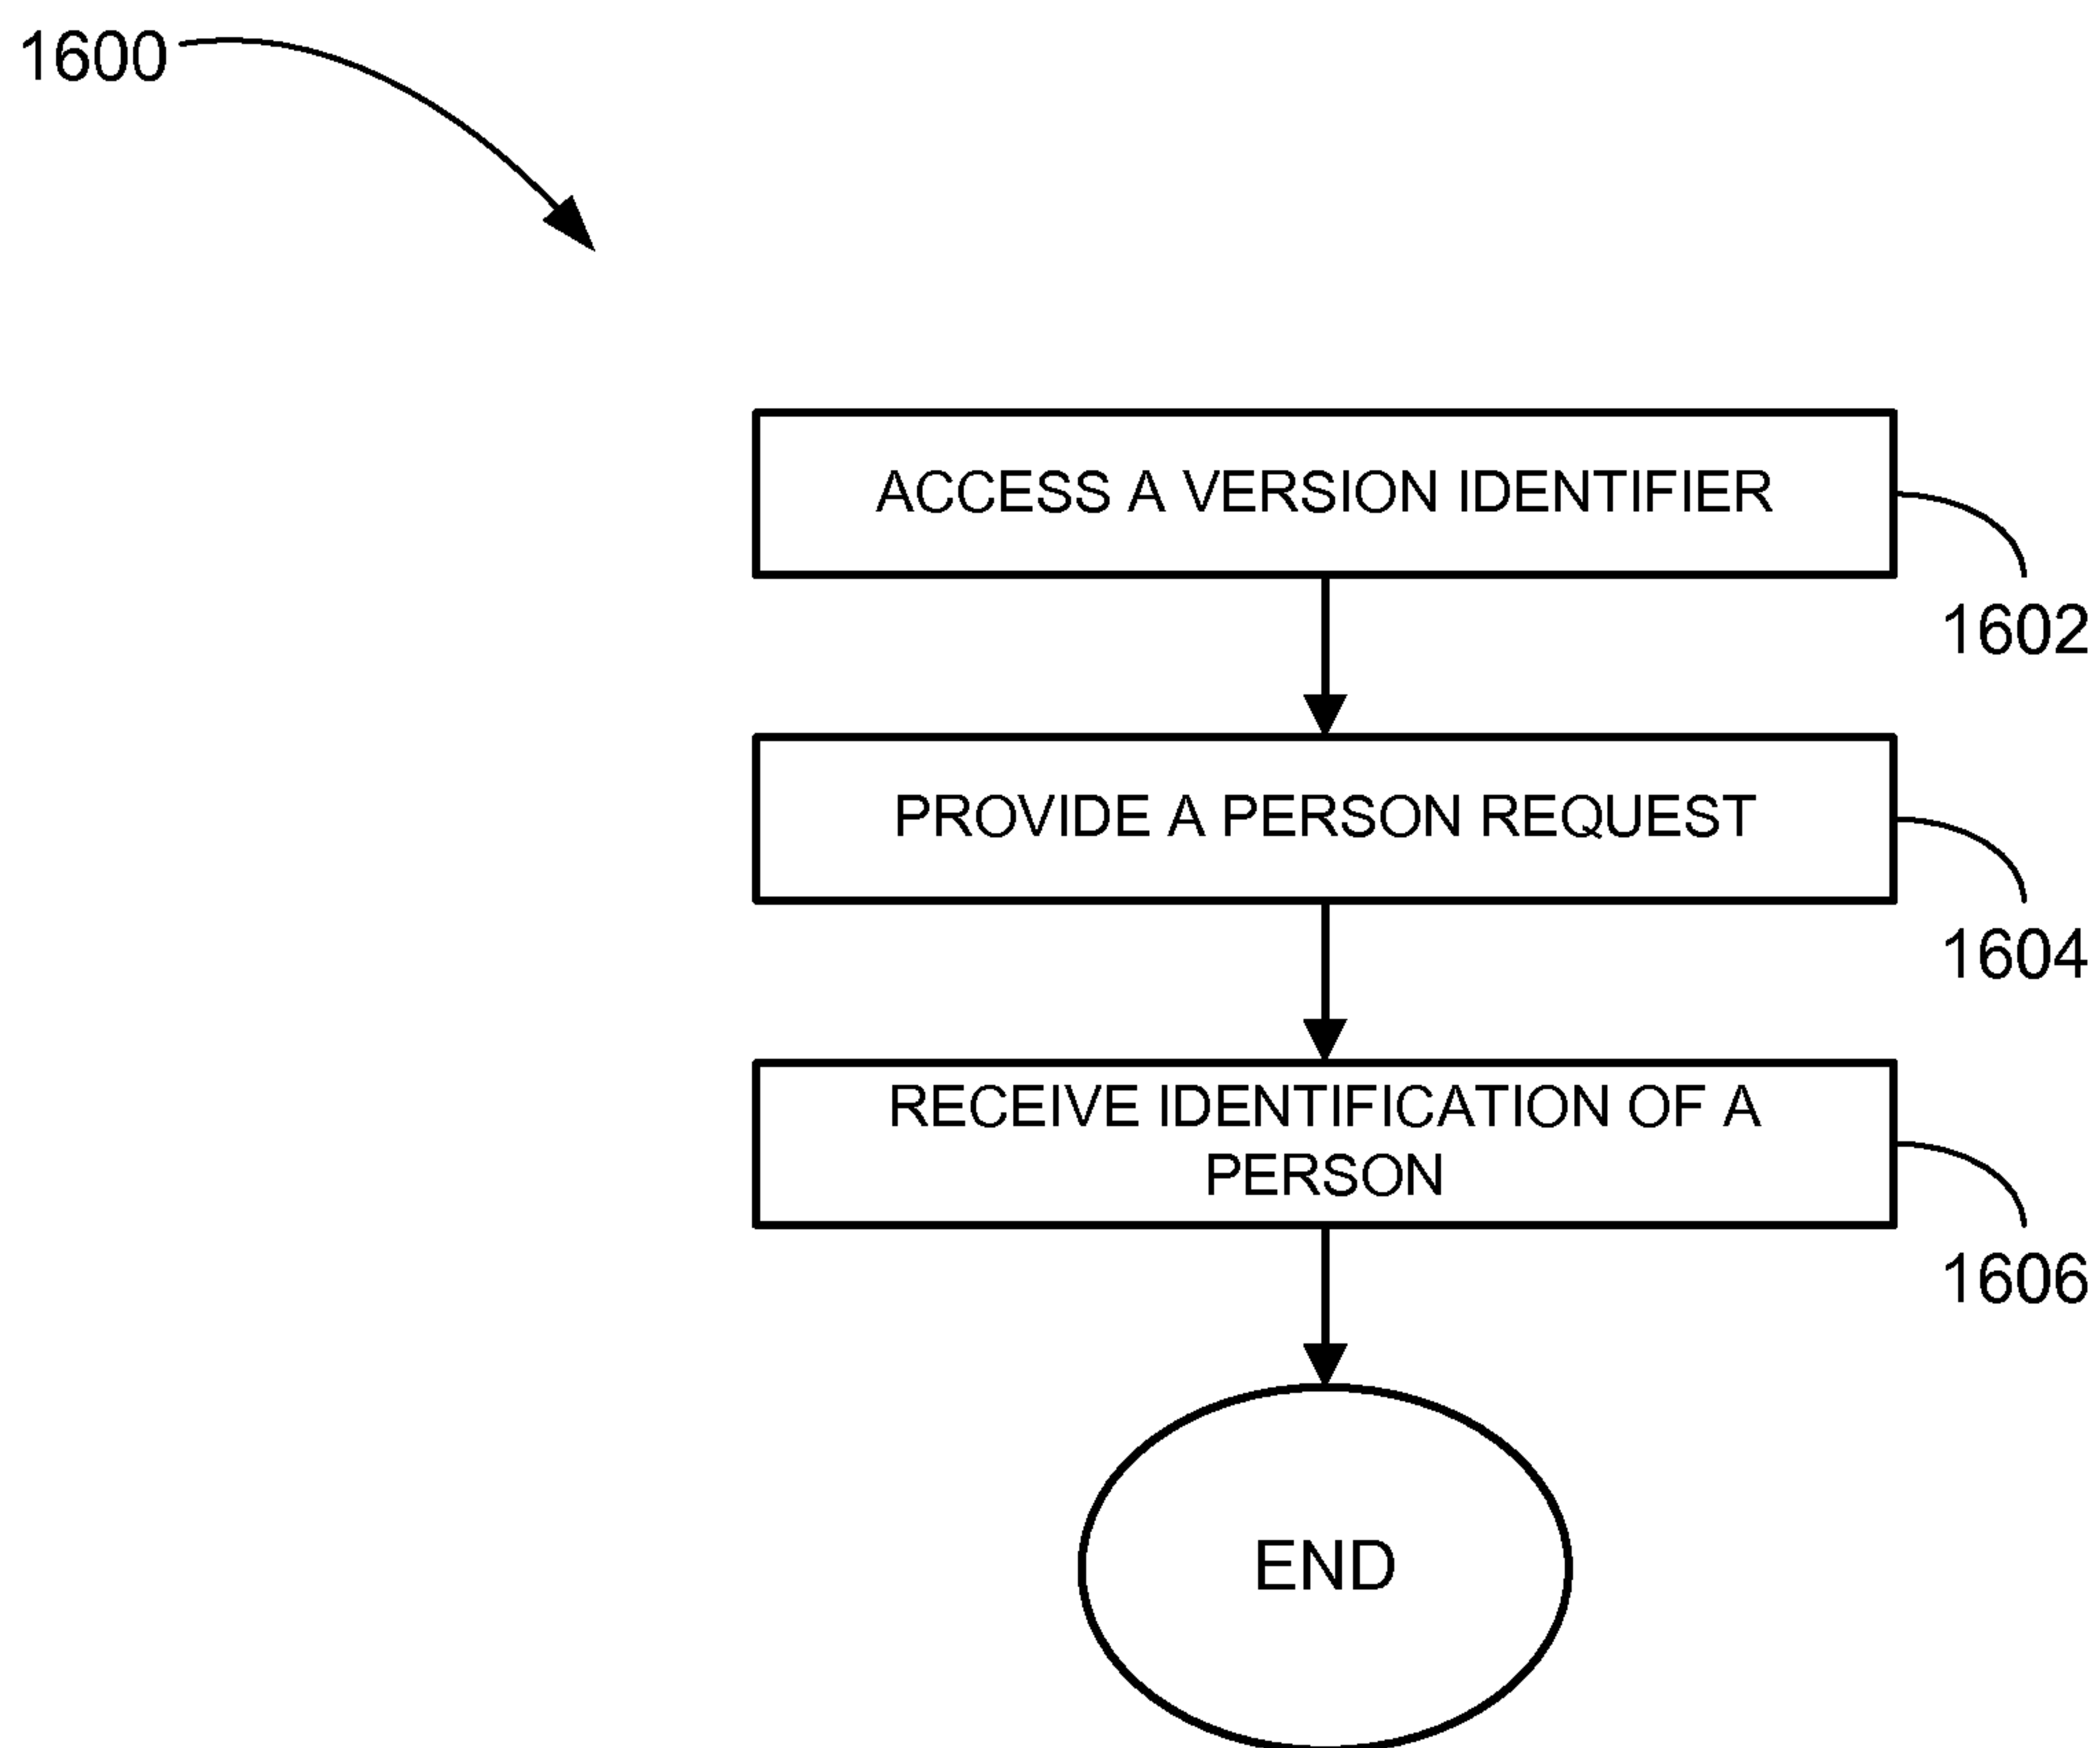 1600
ACCESS A VERSION IDENTIFIER
1602
PROVIDE A PERSON REQUEST
1604
RECEIVE IDENTIFICATION OF A
PERSON
1606
END